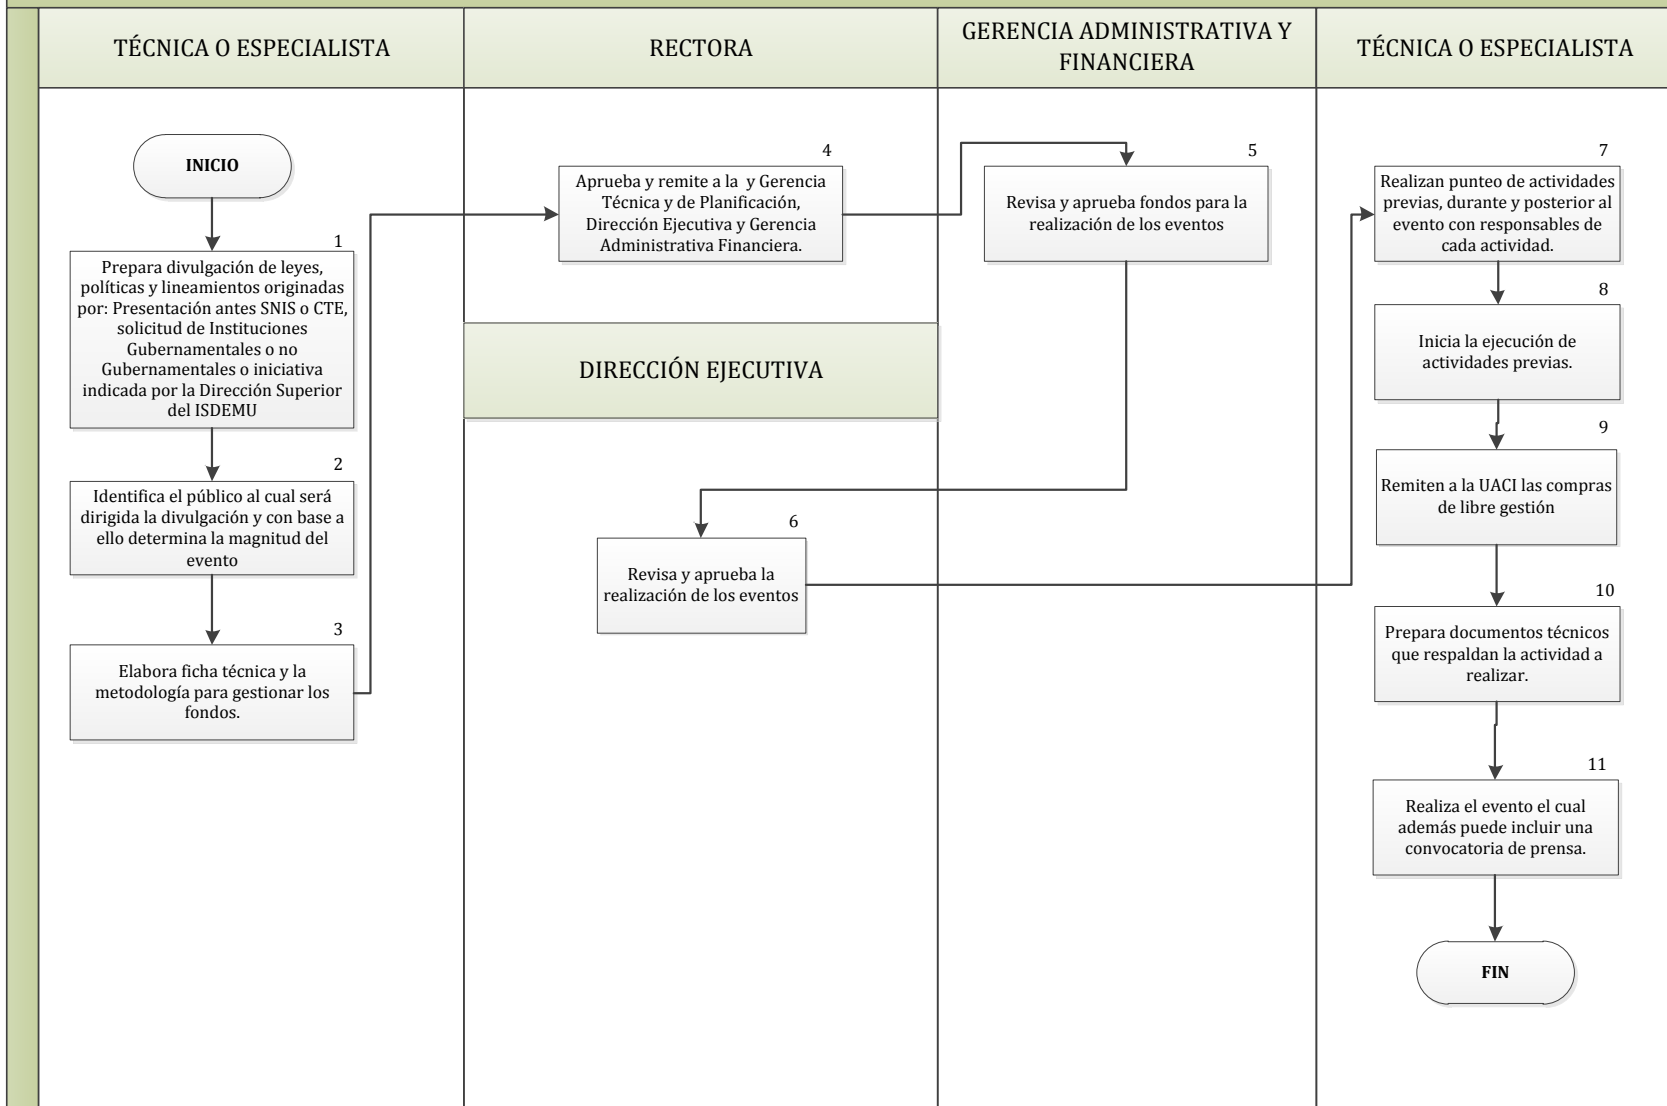 TÉCNICA O ESPECIALISTA
RECTORA
GERENCIA ADMINISTRATIVA Y
FINANCIERA
TÉCNICA O ESPECIALISTA
INICIO
1
Prepara divulgación de leyes,
políticas y lineamientos originadas
por: Presentación antes SNIS o CTE,
solicitud de Instituciones
Gubernamentales o no
Gubernamentales o iniciativa
indicada por la Dirección Superior
del ISDEMU
2
Identifica el público al cual será
dirigida la divulgación y con base a
ello determina la magnitud del
evento
3
Elabora ficha técnica y la
metodología para gestionar los
fondos.
4
Aprueba y remite a la  y Gerencia
Técnica y de Planificación,
Dirección Ejecutiva y Gerencia
Administrativa Financiera.
5
Revisa y aprueba fondos para la
realización de los eventos
DIRECCIÓN EJECUTIVA
6
Revisa y aprueba la
realización de los eventos
7
Realizan punteo de actividades
previas, durante y posterior al
evento con responsables de
cada actividad.
8
Inicia la ejecución de
actividades previas.
9
Remiten a la UACI las compras
de libre gestión
10
Prepara documentos técnicos
que respaldan la actividad a
realizar.
11
Realiza el evento el cual
además puede incluir una
convocatoria de prensa.
FIN